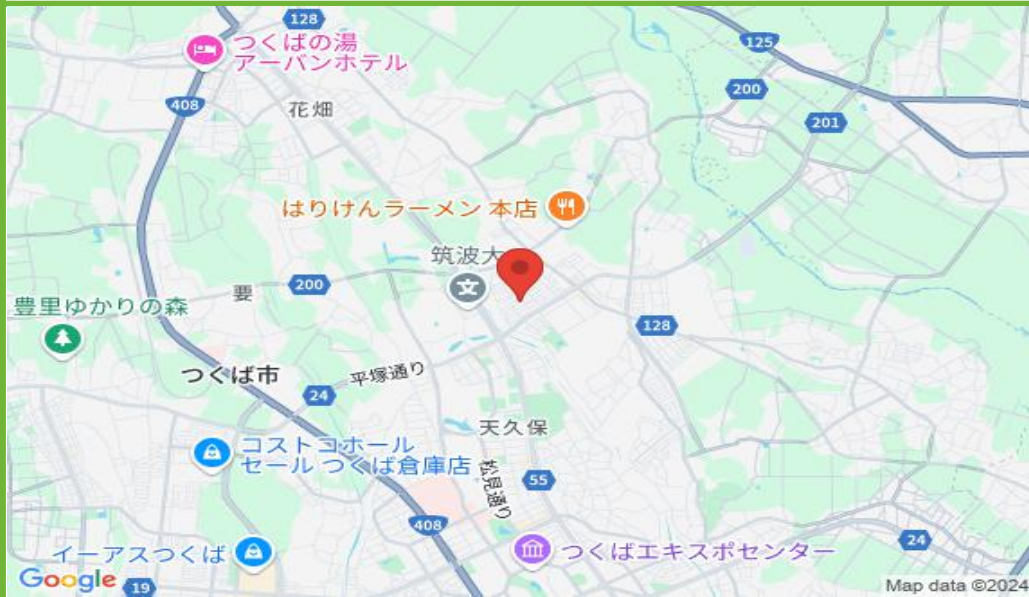 128
つくばの湯
アーバンホテル
125
408
花畑
200
201
はりけんラーメン 本店
筑波大
豊里ゆかりの森
要
200
文
128
つくば市
平塚通り
24
天久保
コストコホール
セール つくば倉庫店
松見通り
55
408
イーアスつくば
つくばエキスポセンター
24
Google
19
Map data ©2024